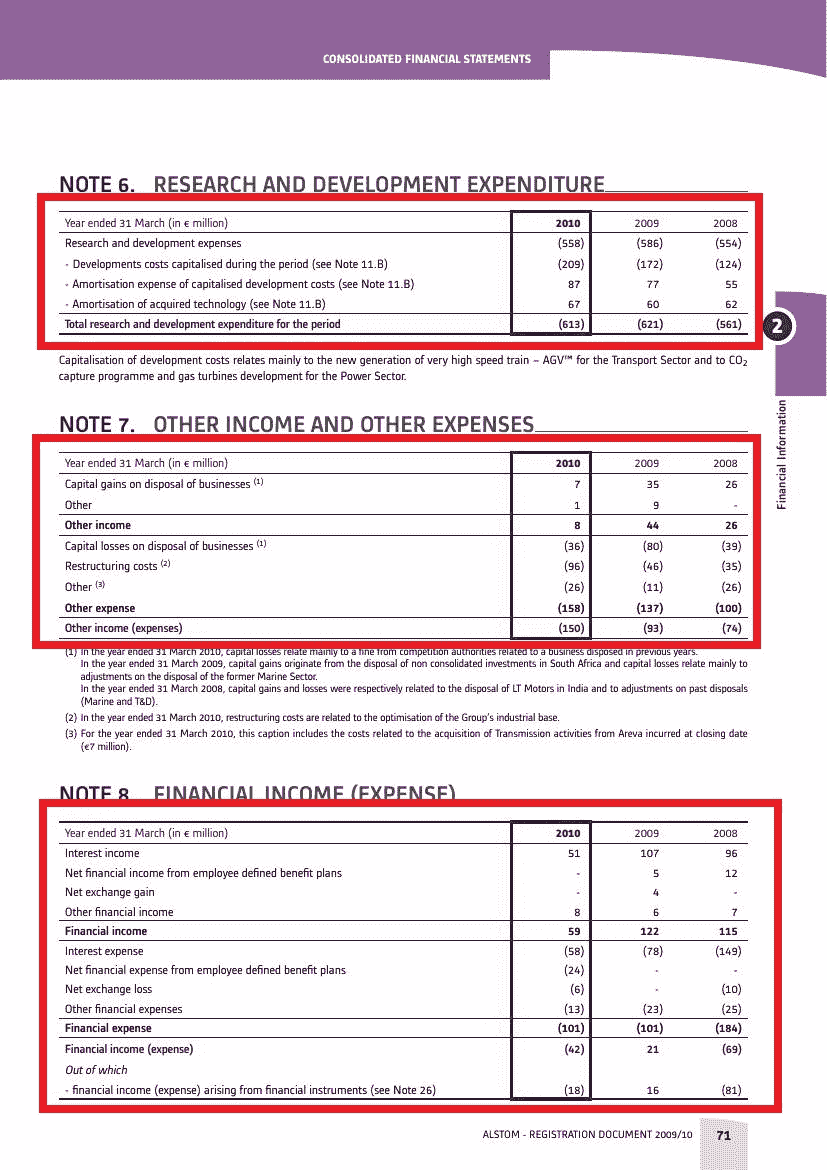 CONSOLIDATED FINANCIAL STATEMENTS
NOTE 6. RESEARCH AND DEVELOPMENT EXPENDITURE
Year ended 31 March (in € million) 2010 2009 2008
Research and development expenses (558) (586) (554)
- Developments costs capitalised during the period (see Note 11.B) (209) (172) (124)
- Amortisation expense of capitalised development costs (see Note 11.B) 87 77 55
- Amortisation of acquired technology (see Note 11.B) 67 60 62
Total research and development expenditure for the period (613) (621) (561)
Capitalisation of development costs relates mainly to the new generation of very high speed train – AGV™ for the Transport Sector and to CO2
capture programme and gas turbines development for the Power Sector.
2
Financial Information
NOTE 7. OTHER INCOME AND OTHER EXPENSES
Year ended 31 March (in € million) 2010 2009 2008
Capital gains on disposal of businesses (1) 7 35 26
Other 1 9 -
Other income 8 44 26
Capital losses on disposal of businesses (1) (36) (80) (39)
Restructuring costs (2) (96) (46) (35)
Other (3) (26) (11) (26)
Other expense (158) (137) (100)
Other income (expenses) (150) (93) (74)
(1) In the year ended 31 March 2010, capital losses relate mainly to a fine from competition authorities related to a business disposed in previous years.
In the year ended 31 March 2009, capital gains originate from the disposal of non consolidated investments in South Africa and capital losses relate mainly to
adjustments on the disposal of the former Marine Sector.
In the year ended 31 March 2008, capital gains and losses were respectively related to the disposal of LT Motors in India and to adjustments on past disposals
(Marine and T&D).
(2) In the year ended 31 March 2010, restructuring costs are related to the optimisation of the Group's industrial base.
(3) For the year ended 31 March 2010, this caption includes the costs related to the acquisition of Transmission activities from Areva incurred at closing date
(€7 million).
NOTE 8 FINANCIAL INCOME (EXPENSE)
Year ended 31 March (in € million) 2010 2009 2008
Interest income 51 107 96
Net financial income from employee defined benefit plans - 5 12
Net exchange gain - 4 -
Other financial income 8 6 7
Financial income 59 122 115
Interest expense (58) (78) (149)
Net financial expense from employee defined benefit plans (24) - -
Net exchange loss (6) - (10)
Other financial expenses (13) (23) (25)
Financial expense (101) (101) (184)
Financial income (expense) (42) 21 (69)
Out of which
- financial income (expense) arising from financial instruments (see Note 26) (18) 16 (81)
ALSTOM - REGISTRATION DOCUMENT 2009/10 71